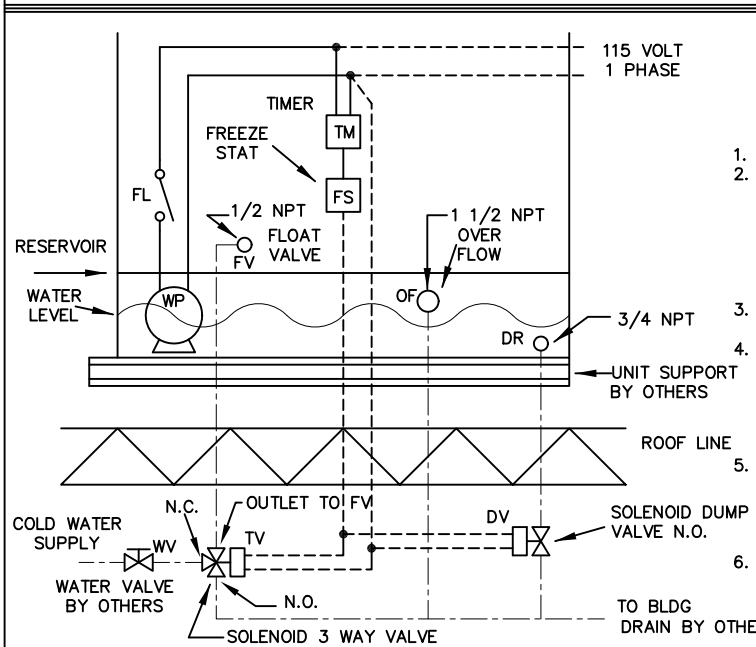 115 VOLT
1 PHASE
TIMER
TM
FREEZE
STAT
FS
1.
2.
FL
1/2 NPT
FLOAT
VALVE
FV
1 1/2 NPT
OVER
FLOW
OF
RESERVOIR
WATER
LEVEL
WP
3/4 NPT
DR
3.
4.
UNIT SUPPORT
BY OTHERS
ROOF LINE
5.
N.C.
OUTLET TO FV
COLD WATER
SUPPLY
WV
TV
DV
SOLENOID DUMP
VALVE N.O.
WATER VALVE
BY OTHERS
N.O.
6.
SOLENOID 3 WAY VALVE
TO BLDG
DRAIN BY OTHE